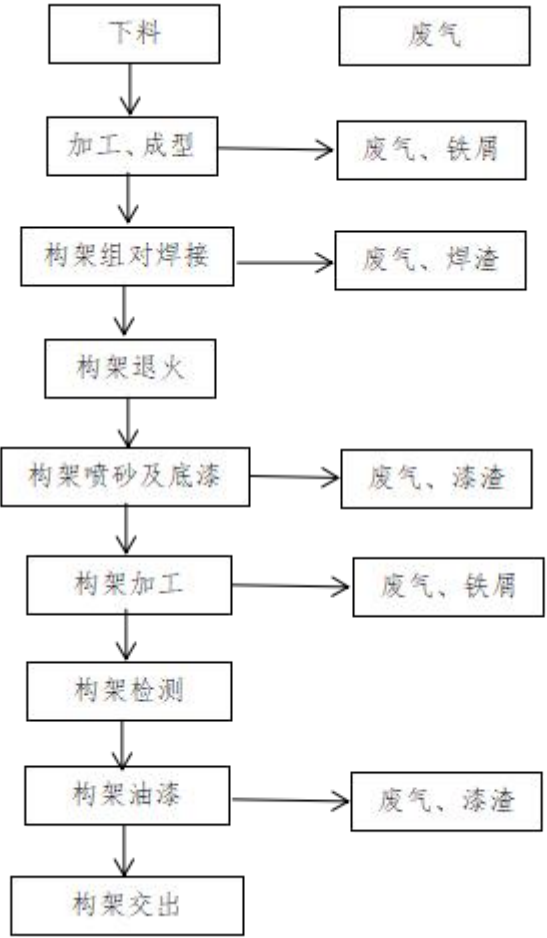 下料
废气
加工、成型
废气、铁屑
构架组对焊接
废气、焊渣
构架退火
构架喷砂及底漆
废气、漆渣
构架加工
废气、铁屑
构架检测
构架油漆
废气、漆渣
构架交出